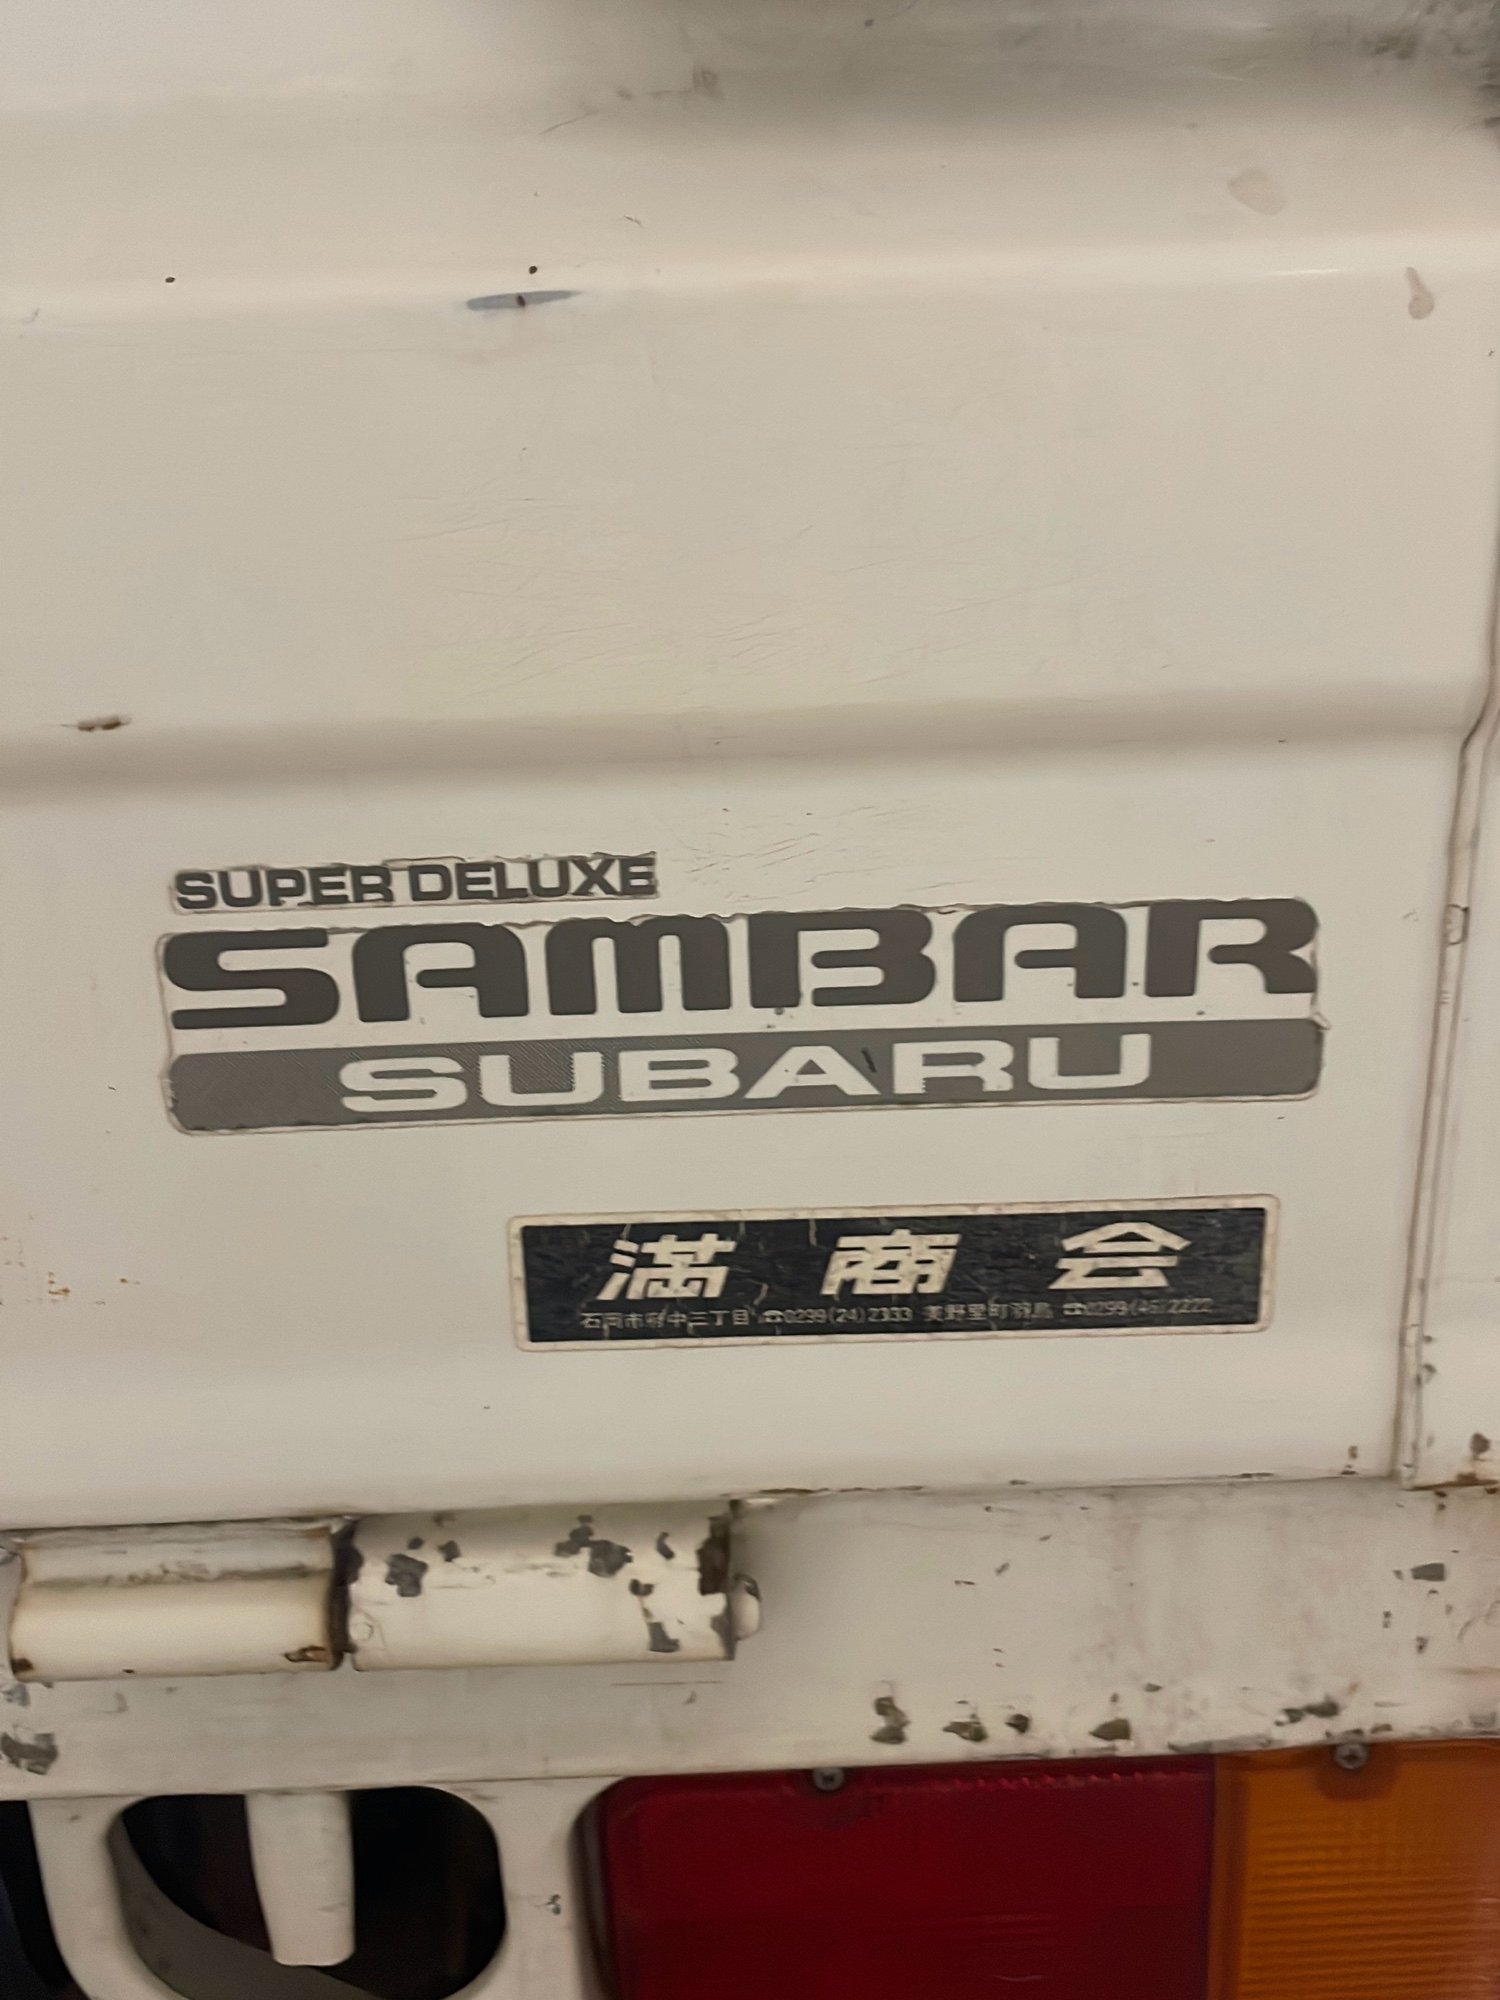 SUPER DELUXE
SAMBAR
SUBARU
満商会
石岡市府中三丁目 ☎0299(24)2333 美野里町羽鳥 ☎0299(46)2222